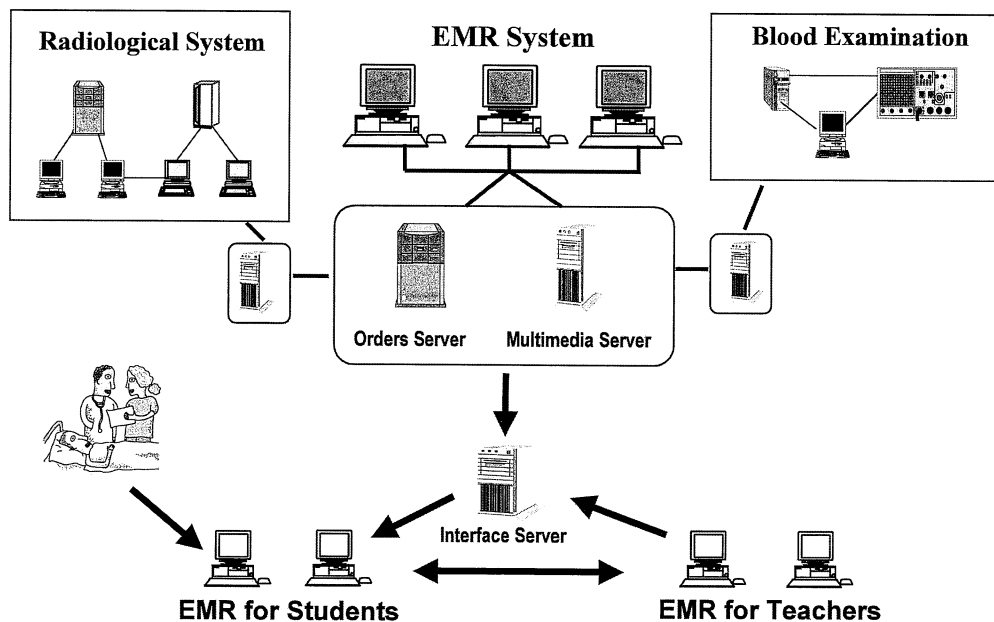 Radiological System
EMR System
Blood Examination
Orders Server
Multimedia Server
Interface Server
EMR for Students
EMR for Teachers